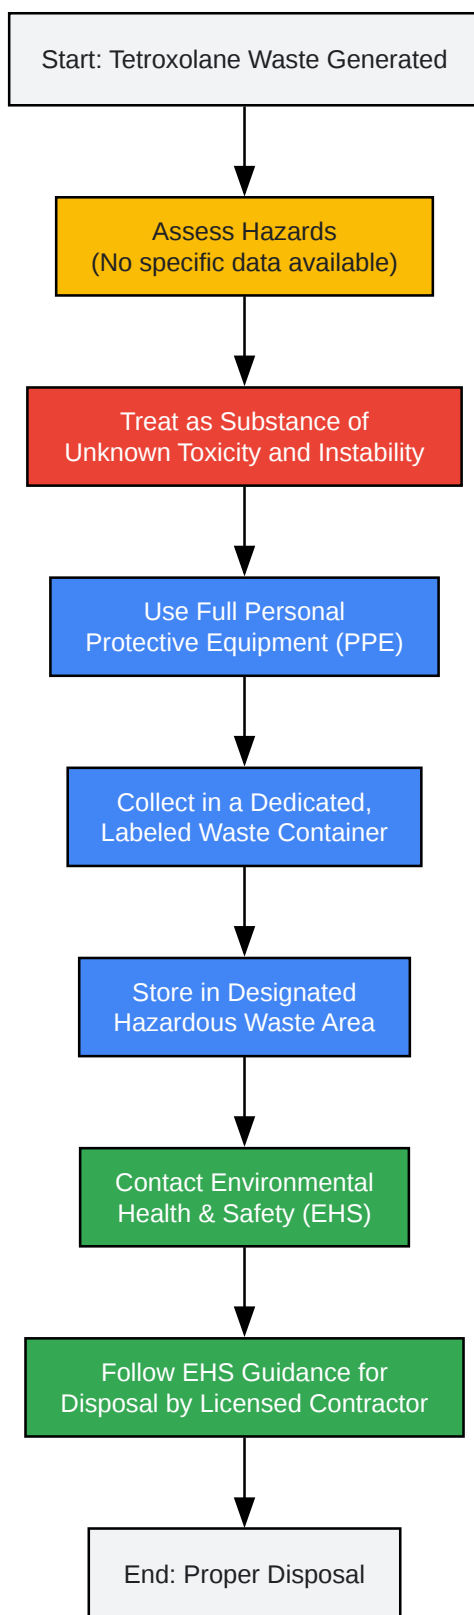 Start: Tetroxolane Waste Generated
Assess Hazards
(No specific data available)
Treat as Substance of
Unknown Toxicity and Instability
Use Full Personal
Protective Equipment (PPE)
Collect in a Dedicated,
Labeled Waste Container
Store in Designated
Hazardous Waste Area
Contact Environmental
Health & Safety (EHS)
Follow EHS Guidance for
Disposal by Licensed Contractor
End: Proper Disposal